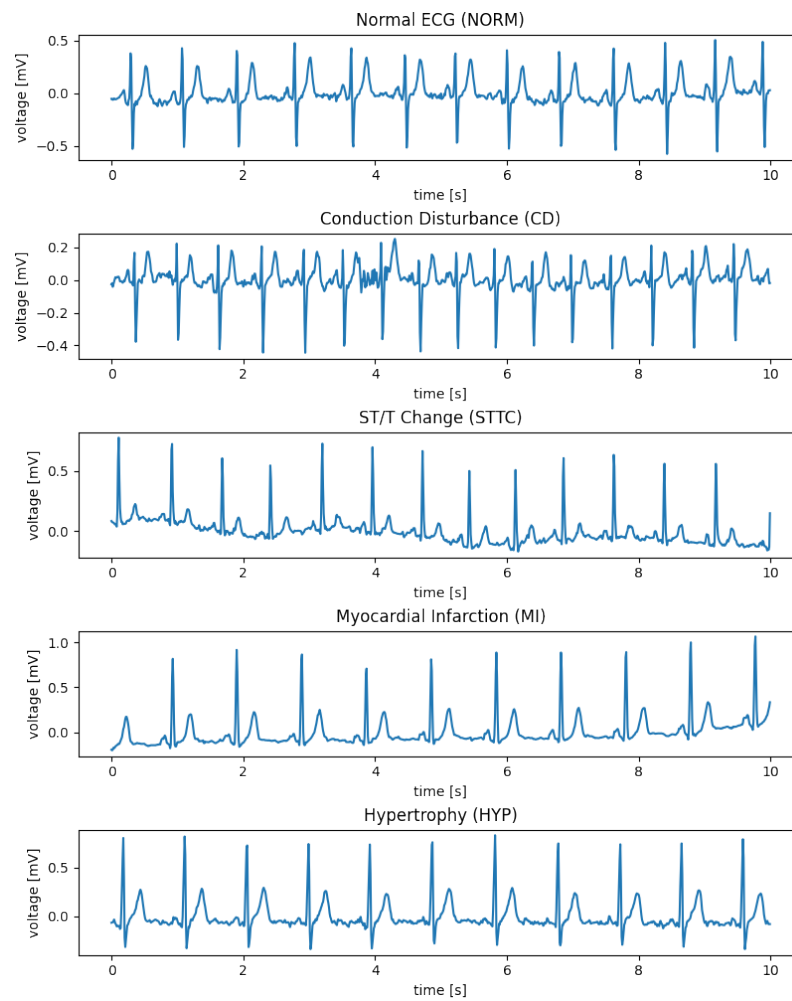 Normal ECG (NORM)
0.5
0.0
−0.5
voltage [mV]
0 2 4 6 8 10
time [s]
Conduction Disturbance (CD)
0.2
0.0
−0.2
−0.4
voltage [mV]
0 2 4 6 8 10
time [s]
ST/T Change (STTC)
0.5
0.0
voltage [mV]
0 2 4 6 8 10
time [s]
Myocardial Infarction (MI)
1.0
0.5
0.0
voltage [mV]
0 2 4 6 8 10
time [s]
Hypertrophy (HYP)
0.5
0.0
voltage [mV]
0 2 4 6 8 10
time [s]